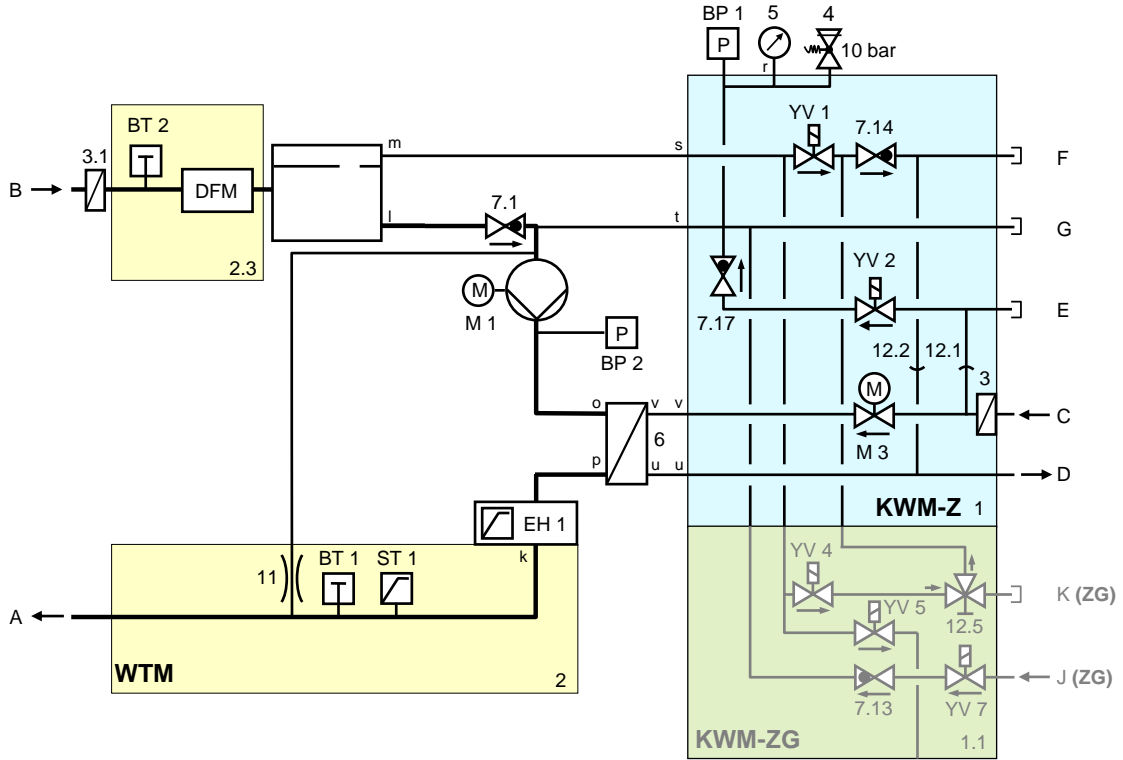 BP 1
5
4
P
10 bar
r
YV 1
7.14
BT 2
3.1
m
s
F
B
DFM
7.1
l
t
G
YV 2
2.3
M
M 1
7.17
E
P
BP 2
12.2
12.1
3
M
o
v
v
C
6
M 3
p
u
u
D
EH 1
KWM-Z
1
k
YV 4
BT 1
ST 1
11
YV 5
K (ZG)
12.5
A
WTM
2
J (ZG)
7.13
YV 7
KWM-ZG
1.1